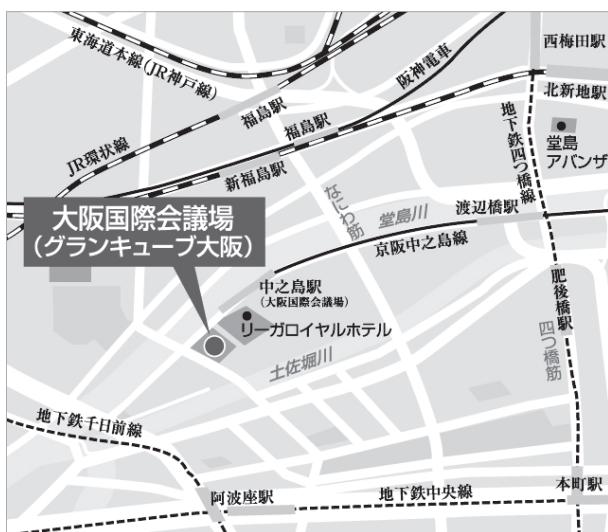 東海道本線(JR神戸線)
西梅田駅
阪神電車
北新地駅
福島駅
福島駅
地下鉄四つ橋線
堂島
アバンザ
JR環状線
新福島駅
なにわ筋
大阪国際会議場
(グランキューブ大阪)
堂島川
渡辺橋駅
京阪中之島線
中之島駅
(大阪国際会議場)
肥後橋駅
リーガロイヤルホテル
土佐堀川
四つ橋筋
地下鉄千日前線
阿波座駅
地下鉄中央線
本町駅